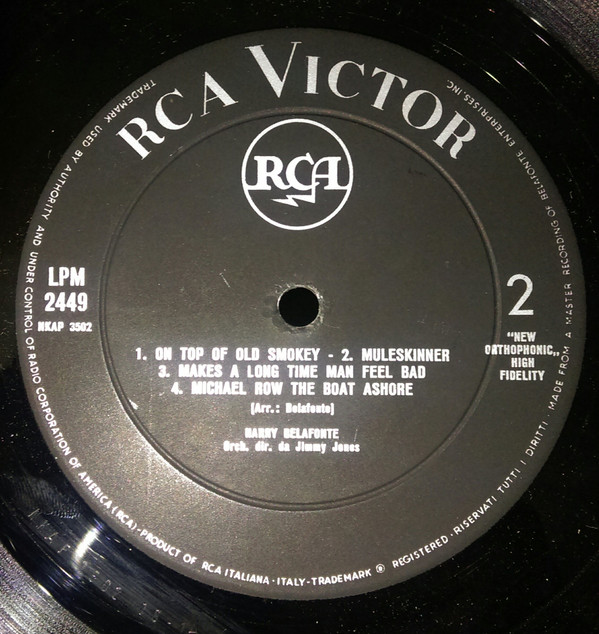 RCA VICTOR
RCA
LPM
2449
NKAP 3502
2
“NEW
ORTHOPHONIC„
HIGH
FIDELITY
1. ON TOP OF OLD SMOKEY - 2. MULESKINNER
3. MAKES A LONG TIME MAN FEEL BAD
4. MICHAEL ROW THE BOAT ASHORE
[Arr.: Belafonte]
HARRY BELAFONTE
Orch. dir. da Jimmy Jones
TRADEMARK USED BY AUTHORITY AND UNDER CONTROL OF RADIO CORPORATION OF AMERICA (RCA)-PRODUCT OF RCA ITALIANA · ITALY-TRADEMARK ® REGISTERED · RISERVATI TUTTI I DIRITTI · MADE FROM A MASTER RECORDING OF BELAFONTE ENTERPRISES, INC